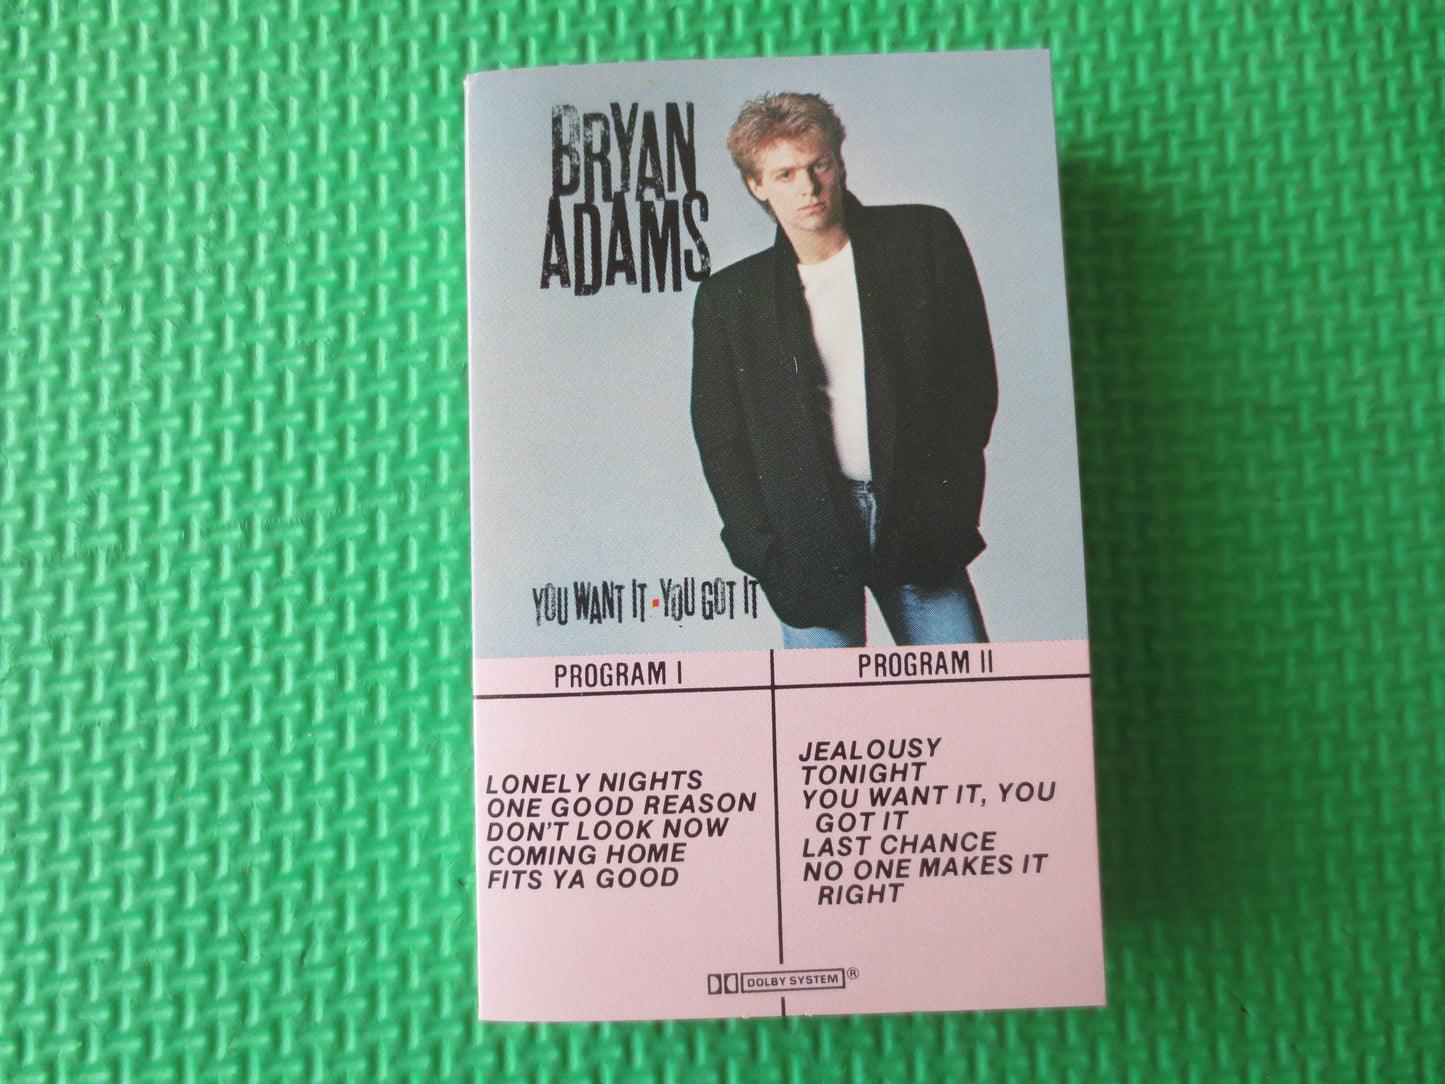 BRYAN
ADAMS
YOU WANT IT · YOU GOT IT
PROGRAM I
LONELY NIGHTS
ONE GOOD REASON
DON'T LOOK NOW
COMING HOME
FITS YA GOOD
PROGRAM II
JEALOUSY
TONIGHT
YOU WANT IT, YOU
GOT IT
LAST CHANCE
NO ONE MAKES IT
RIGHT
DOLBY SYSTEM ®